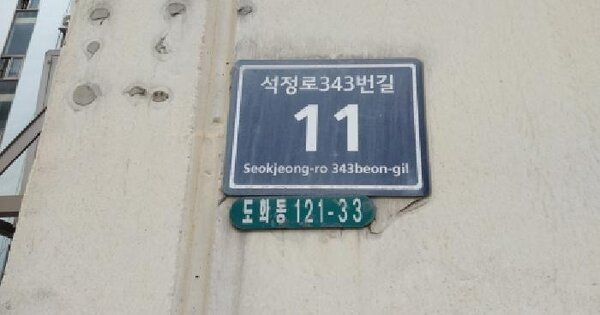 석정로343번길
11
Seokjeong-ro 343beon-gil
도화동 121-33